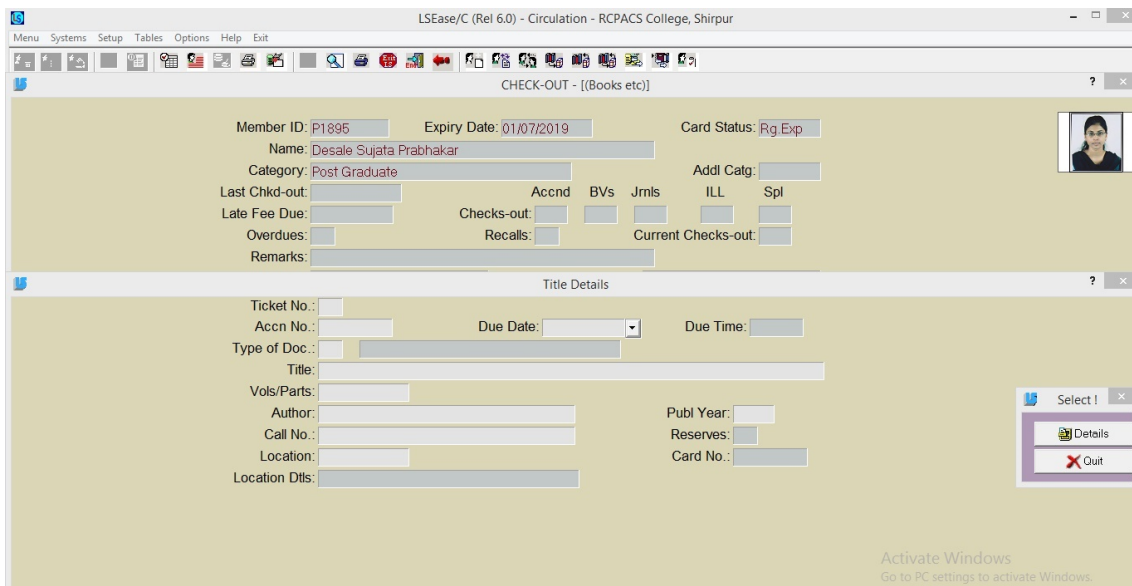 LSEase/C (Rel 6.0) - Circulation - RCPACS College, Shirpur
Menu Systems Setup Tables Options Help Exit
CHECK-OUT - [(Books etc)]
Member ID: P1895 Expiry Date: 01/07/2019 Card Status: Rg.Exp
Name: Desale Sujata Prabhakar
Category: Post Graduate Addl Catg:
Last Chkd-out: Accnd BVs Jrnls ILL Spl
Late Fee Due: Checks-out:
Overdues: Recalls: Current Checks-out:
Remarks:
Title Details
Ticket No.:
Accn No.: Due Date: Due Time:
Type of Doc.:
Title:
Vols/Parts:
Author: Publ Year:
Call No.: Reserves:
Location: Card No.:
Location Dtls:
Select !
Details
Quit
Activate Windows
Go to PC settings to activate Windows.